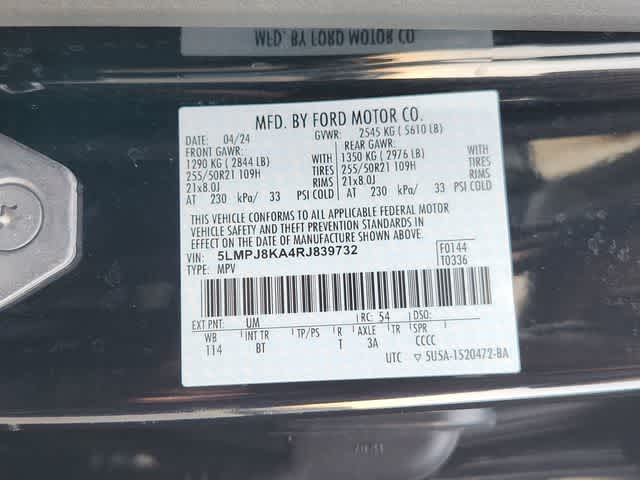 MFD. BY FORD MOTOR CO.
MFD. BY FORD MOTOR CO.
DATE: 04/24 GVWR: 2545 KG ( 5610 LB)
FRONT GAWR: REAR GAWR:
1290 KG ( 2844 LB) WITH 1350 KG ( 2976 LB) WITH
255/50R21 109H TIRES 255/50R21 109H TIRES
21x8.0J RIMS 21x8.0J RIMS
AT 230 kPa/ 33 PSI COLD AT 230 kPa/ 33 PSI COLD
THIS VEHICLE CONFORMS TO ALL APPLICABLE FEDERAL MOTOR
VEHICLE SAFETY AND THEFT PREVENTION STANDARDS IN
EFFECT ON THE DATE OF MANUFACTURE SHOWN ABOVE.
VIN: 5LMPJ8KA4RJ839732 F0144
TYPE: MPV T0336
EXT PNT: UM RC: 54 DSO:
WB INT TR TP/PS R AXLE TR SPR
114 BT T 3A CCCC
UTC ▽ 5U5A-1520472-BA